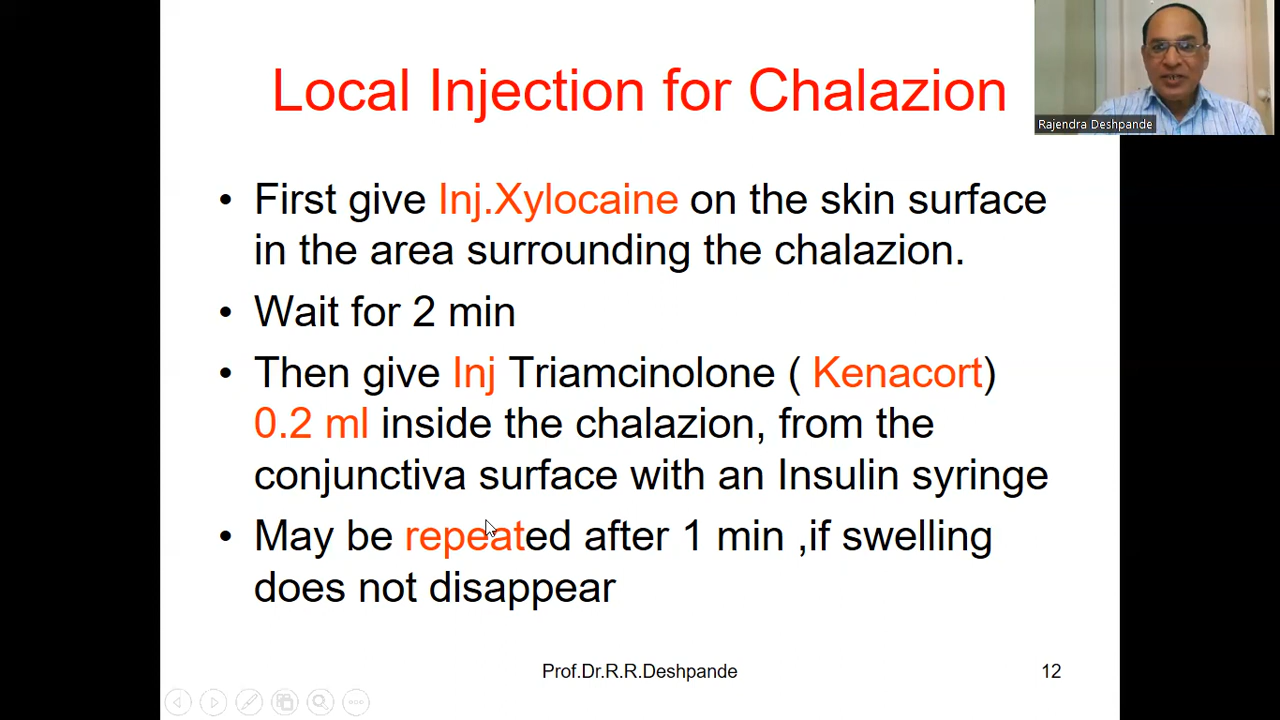 Local Injection for Chalazion
Rajendra Deshpande
• First give Inj.Xylocaine on the skin surface
in the area surrounding the chalazion.
• Wait for 2 min
• Then give Inj Triamcinolone ( Kenacort)
0.2 ml inside the chalazion, from the
conjunctiva surface with an Insulin syringe
• May be repeated after 1 min ,if swelling
does not disappear
Prof.Dr.R.R.Deshpande
12